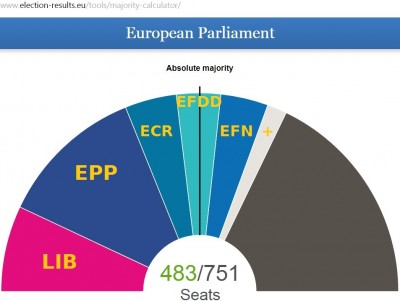 www.election-results.eu/tools/majority-calculator/
European Parliament
Absolute majority
EFDD
ECR
EFN
+
EPP
LIB
483/751
Seats